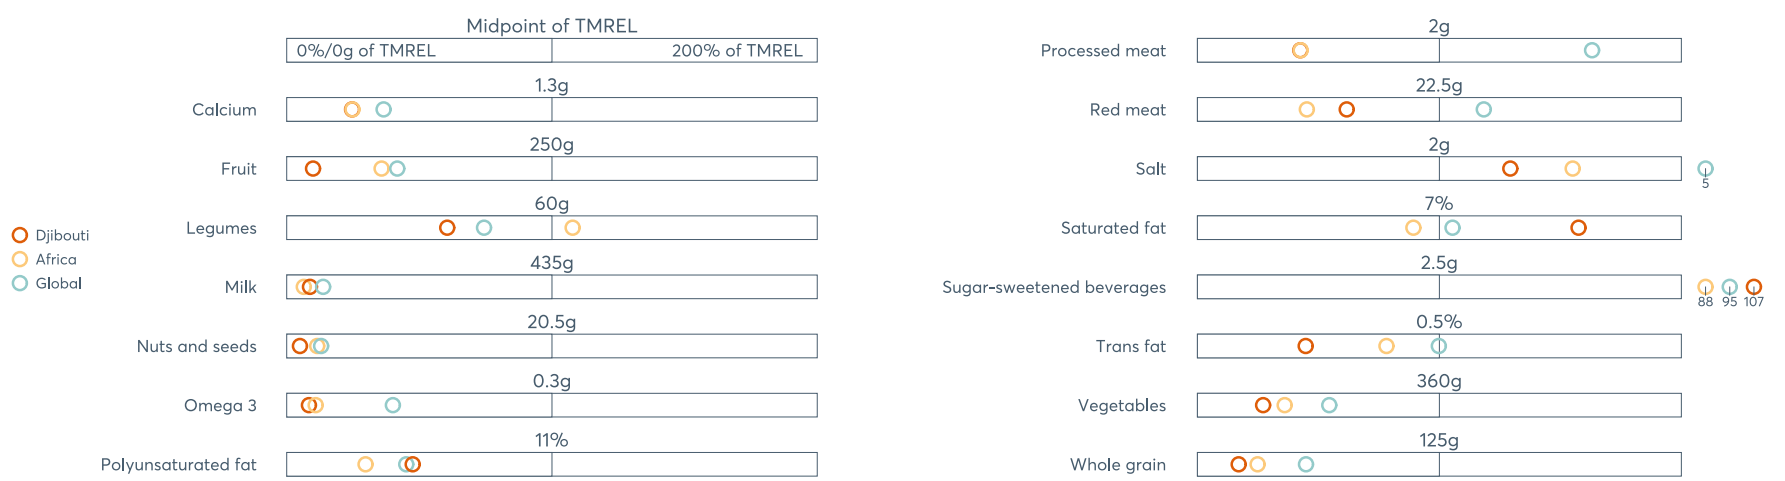 Midpoint of TMREL
0%/0g of TMREL 200% of TMREL
1.3g
Calcium
250g
Fruit
60g
Legumes
435g
Milk
20.5g
Nuts and seeds
0.3g
Omega 3
11%
Polyunsaturated fat
Djibouti
Africa
Global
2g
Processed meat
22.5g
Red meat
2g
Salt
5
7%
Saturated fat
2.5g
Sugar-sweetened beverages
88 95 107
0.5%
Trans fat
360g
Vegetables
125g
Whole grain